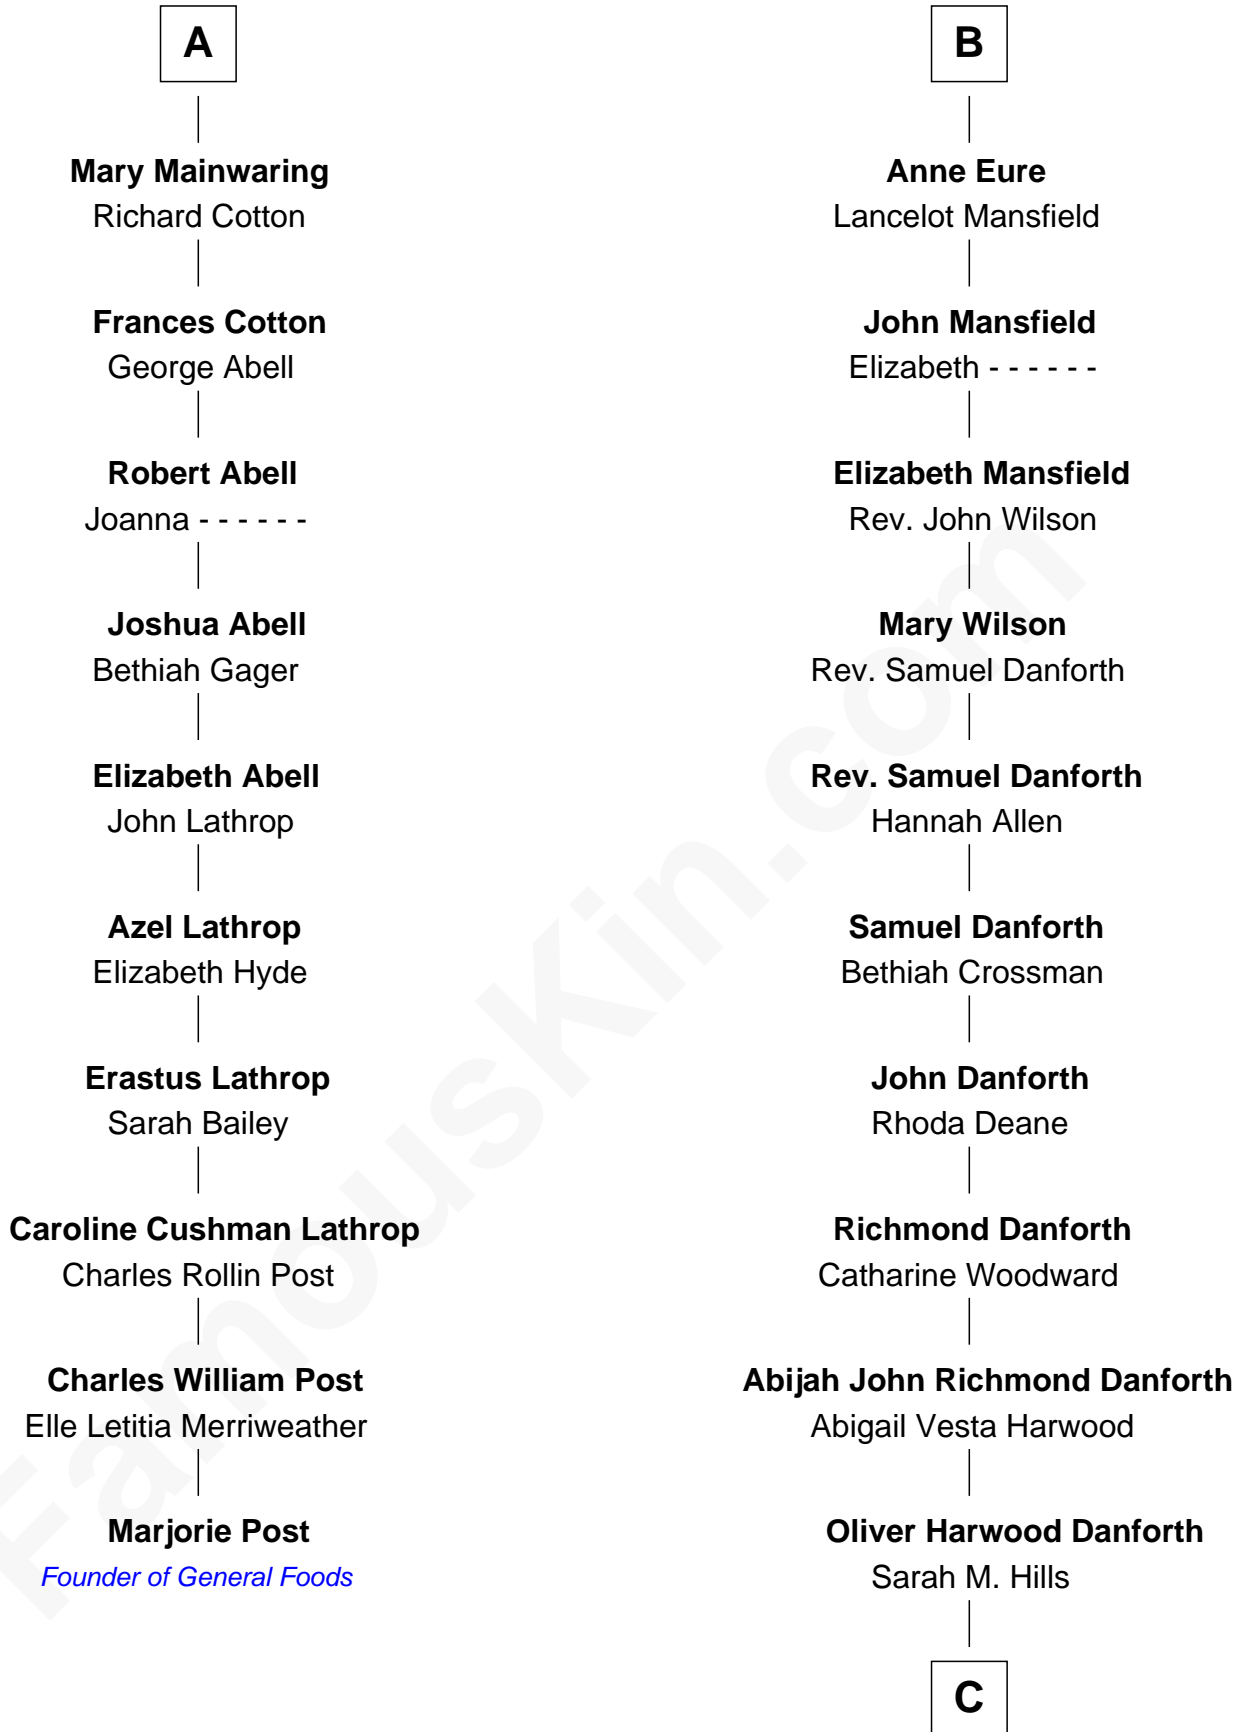 A
Mary Mainwaring
Richard Cotton
Frances Cotton
George Abell
Robert Abell
Joanna - - - - - -
Joshua Abell
Bethiah Gager
Elizabeth Abell
John Lathrop
Azel Lathrop
Elizabeth Hyde
Erastus Lathrop
Sarah Bailey
Caroline Cushman Lathrop
Charles Rollin Post
Charles William Post
Elle Letitia Merriweather
Marjorie Post
Founder of General Foods
B
Anne Eure
Lancelot Mansfield
John Mansfield
Elizabeth - - - - - -
Elizabeth Mansfield
Rev. John Wilson
Mary Wilson
Rev. Samuel Danforth
Rev. Samuel Danforth
Hannah Allen
Samuel Danforth
Bethiah Crossman
John Danforth
Rhoda Deane
Richmond Danforth
Catharine Woodward
Abijah John Richmond Danforth
Abigail Vesta Harwood
Oliver Harwood Danforth
Sarah M. Hills
C
FamousKin.com